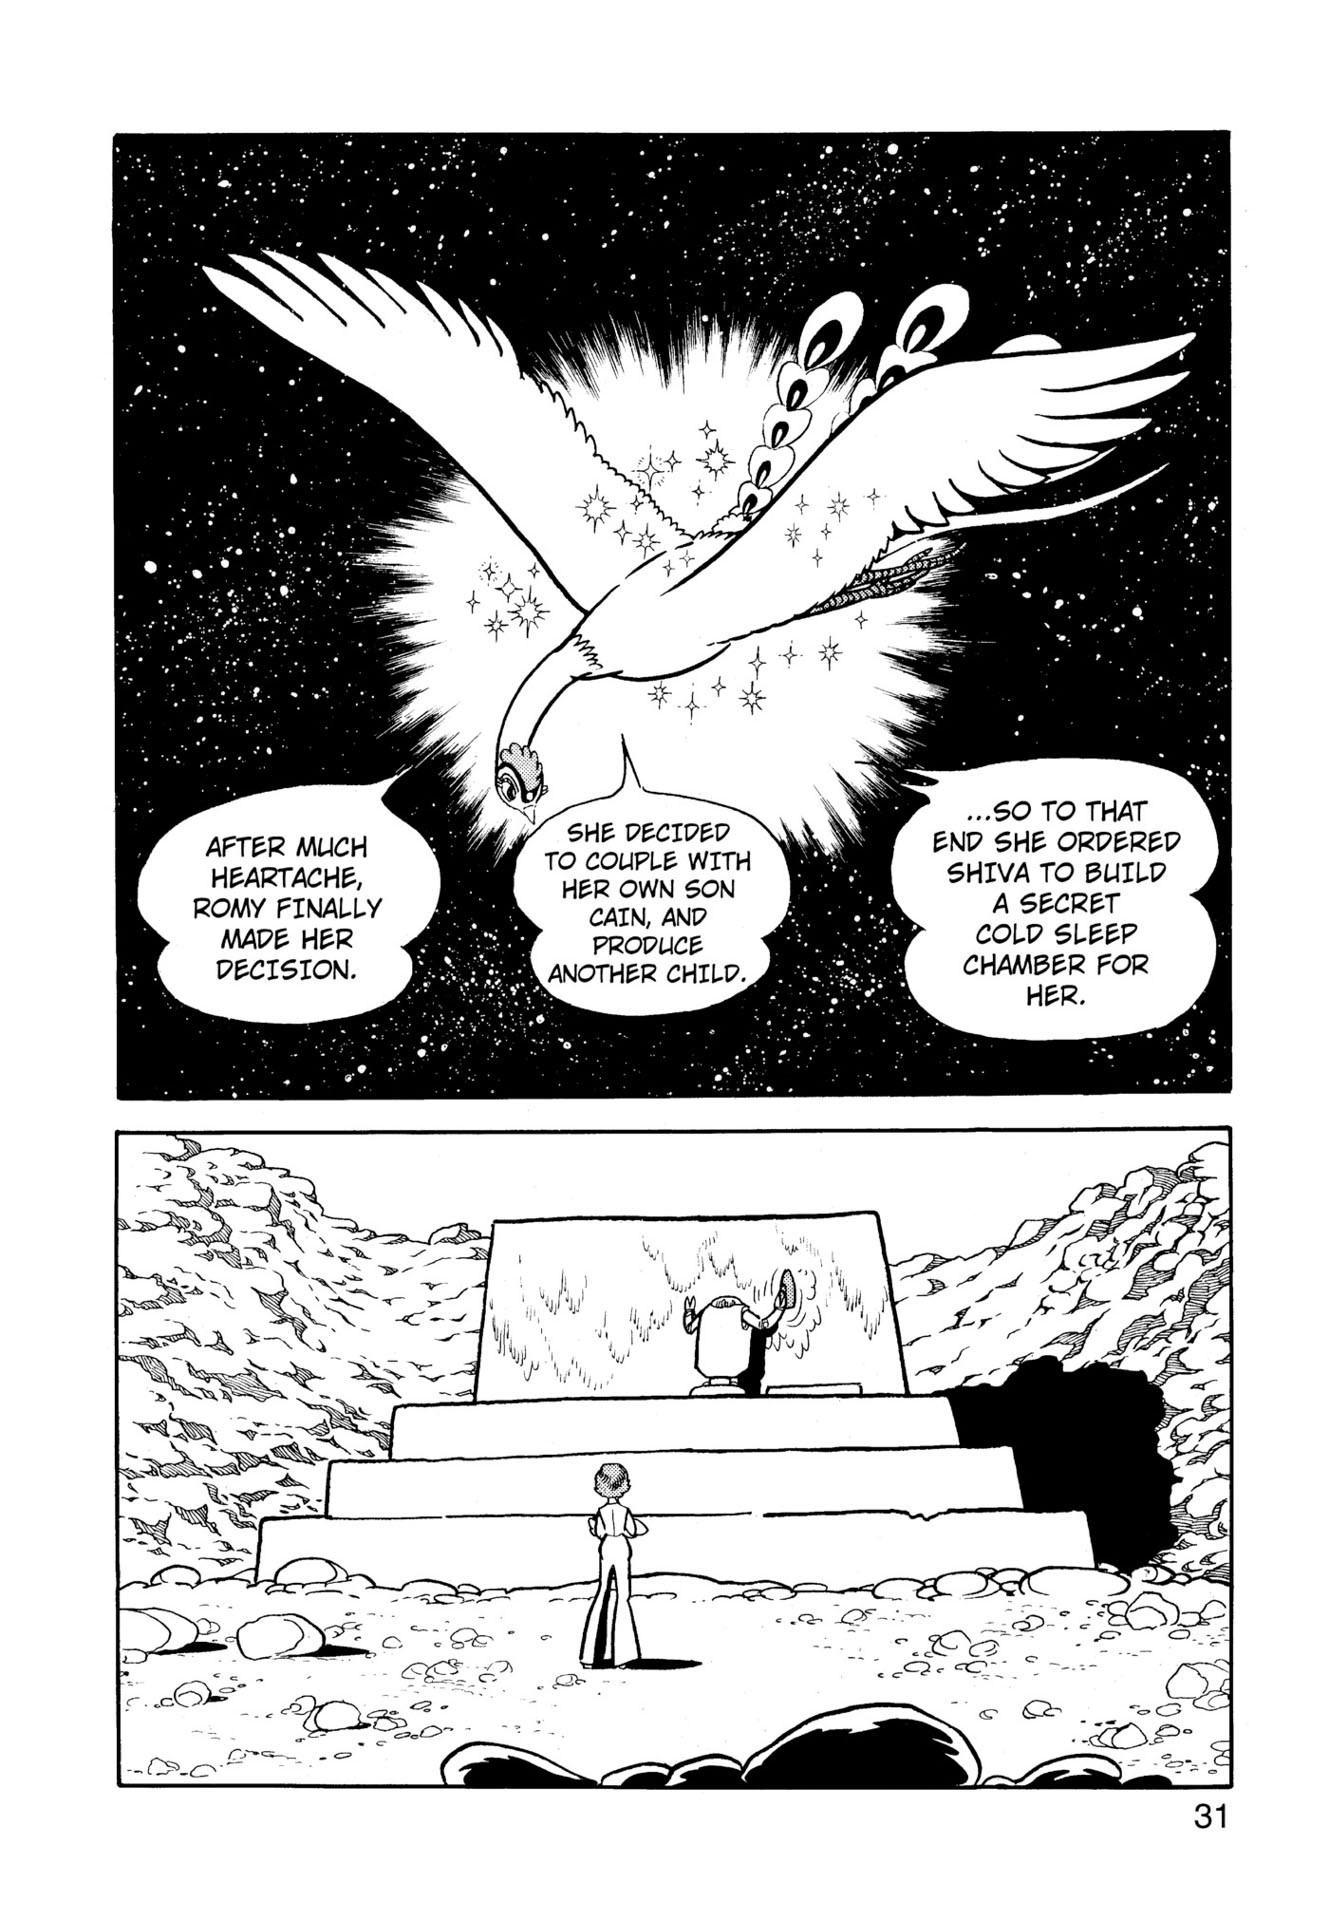 AFTER MUCH
HEARTACHE,
ROMY FINALLY
MADE HER
DECISION.
SHE DECIDED
TO COUPLE WITH
HER OWN SON
CAIN, AND
PRODUCE
ANOTHER CHILD.
...SO TO THAT
END SHE ORDERED
SHIVA TO BUILD
A SECRET
COLD SLEEP
CHAMBER FOR
HER.
31